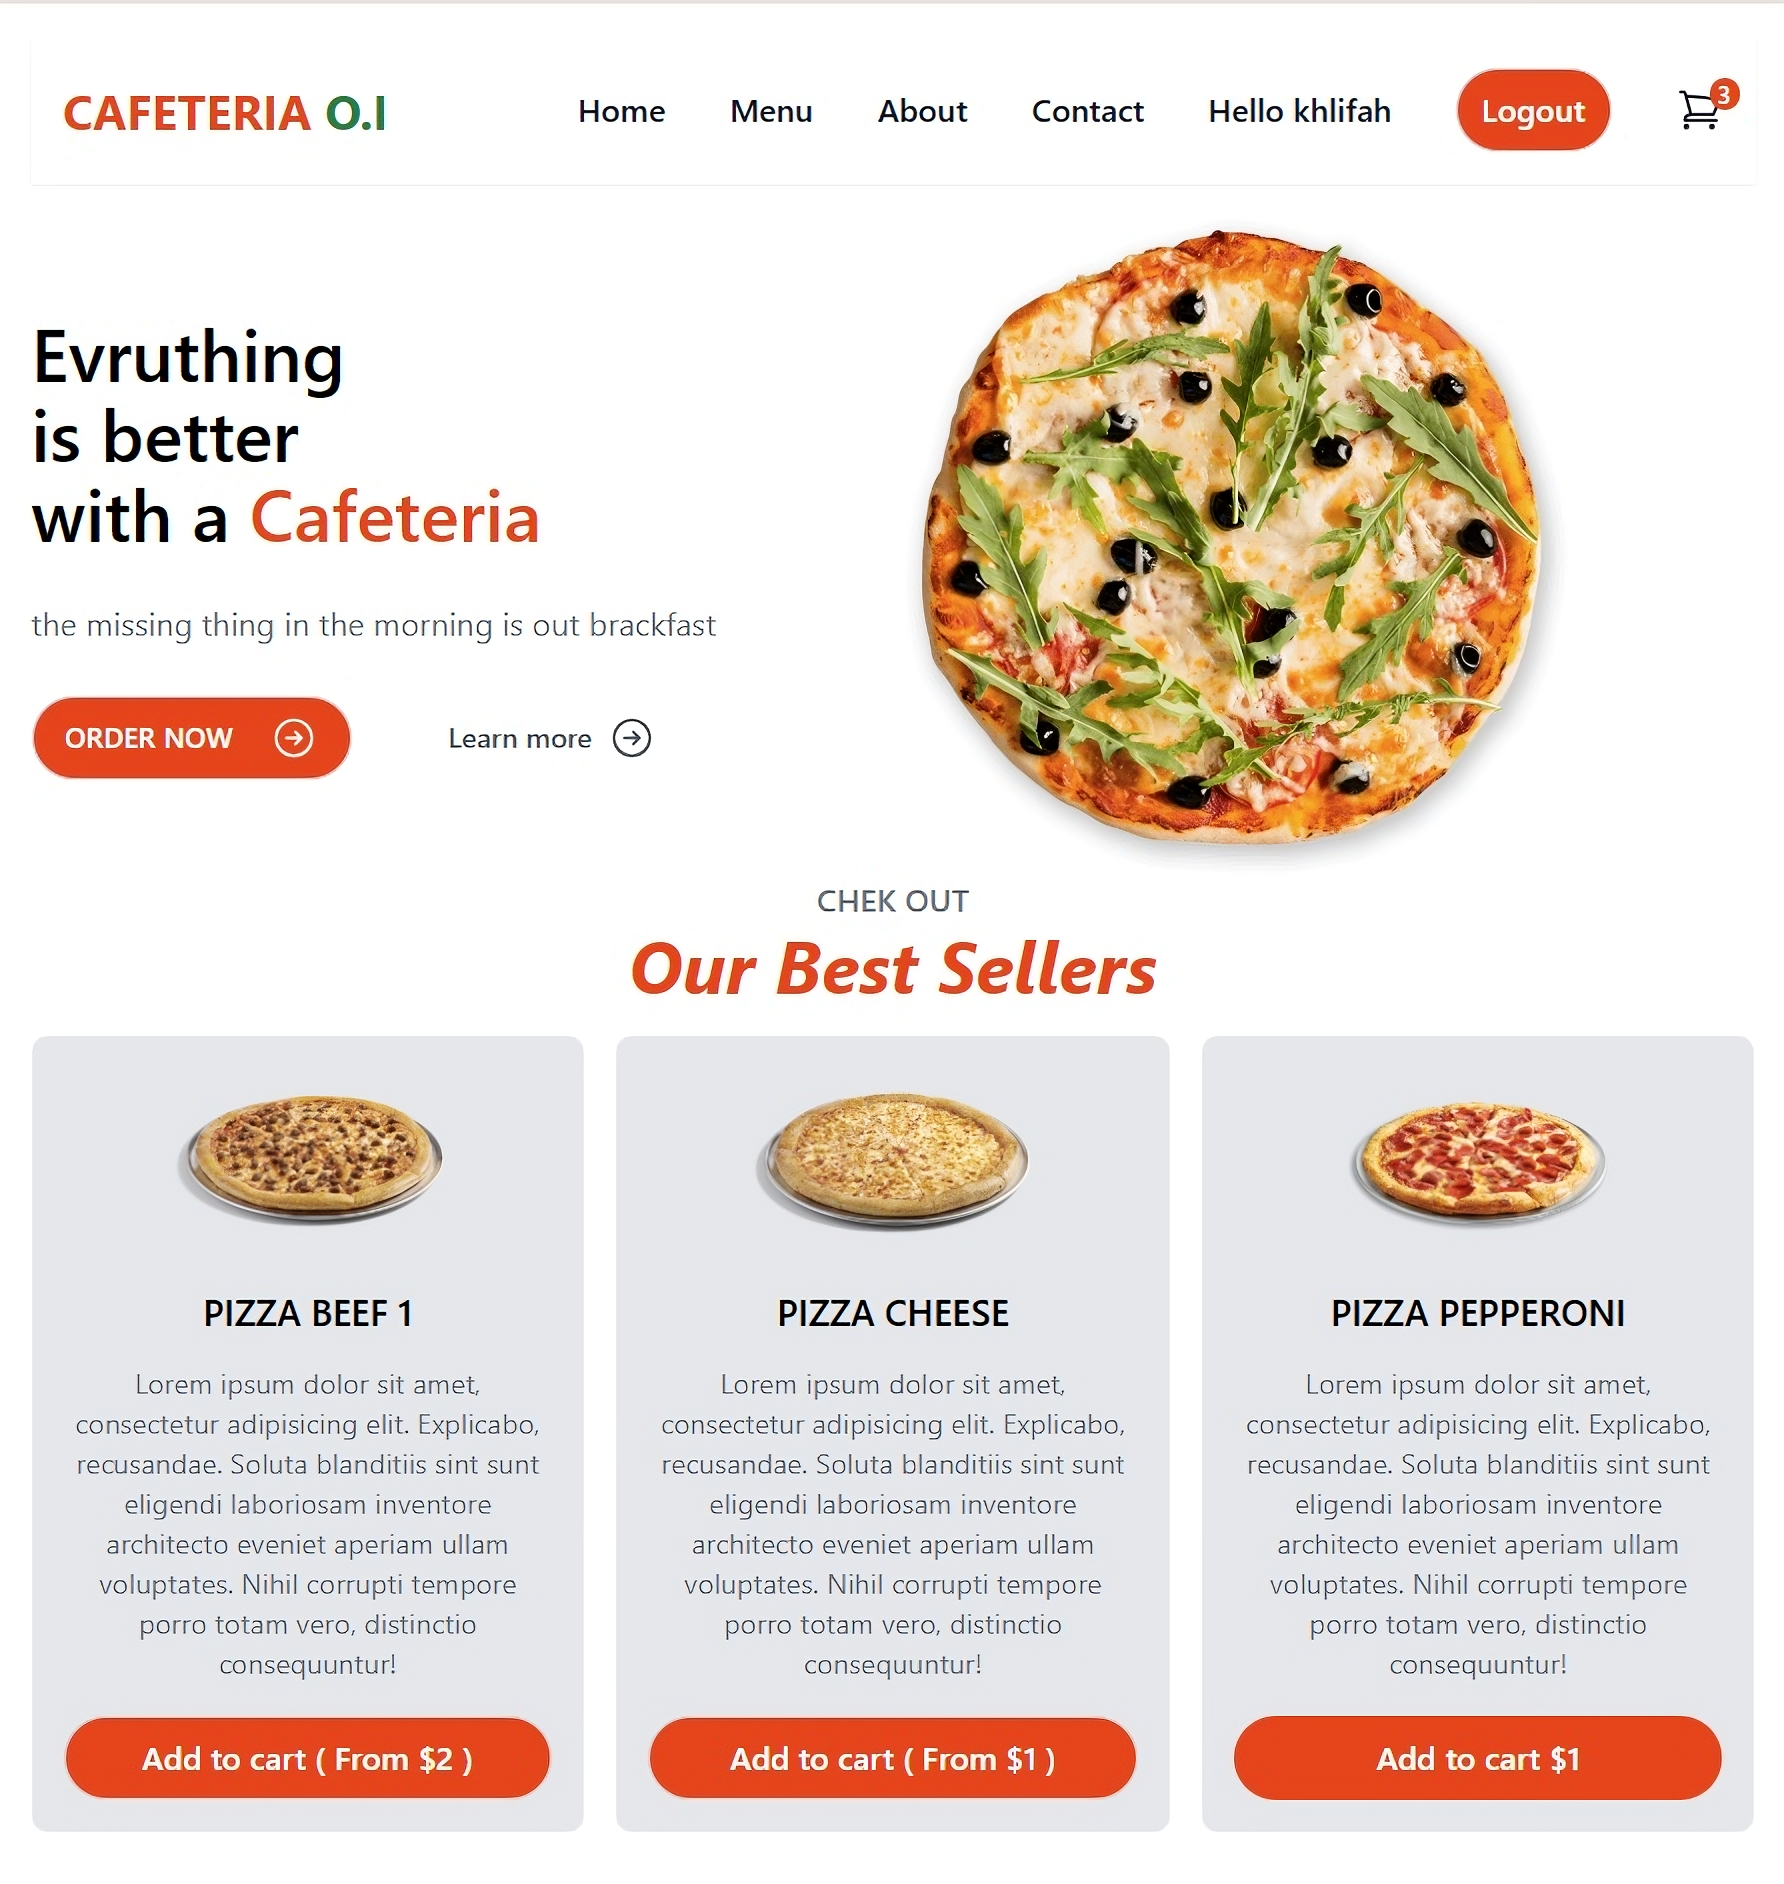 CAFETERIA O.I
Home
Menu
About
Contact
Hello khlifah
Logout
3
Evruthing
is better
with a Cafeteria
the missing thing in the morning is out brackfast
ORDER NOW
Learn more
CHEK OUT
Our Best Sellers
PIZZA BEEF 1
Lorem ipsum dolor sit amet,
consectetur adipisicing elit. Explicabo,
recusandae. Soluta blanditiis sint sunt
eligendi laboriosam inventore
architecto eveniet aperiam ullam
voluptates. Nihil corrupti tempore
porro totam vero, distinctio
consequuntur!
Add to cart ( From $2 )
PIZZA CHEESE
Lorem ipsum dolor sit amet,
consectetur adipisicing elit. Explicabo,
recusandae. Soluta blanditiis sint sunt
eligendi laboriosam inventore
architecto eveniet aperiam ullam
voluptates. Nihil corrupti tempore
porro totam vero, distinctio
consequuntur!
Add to cart ( From $1 )
PIZZA PEPPERONI
Lorem ipsum dolor sit amet,
consectetur adipisicing elit. Explicabo,
recusandae. Soluta blanditiis sint sunt
eligendi laboriosam inventore
architecto eveniet aperiam ullam
voluptates. Nihil corrupti tempore
porro totam vero, distinctio
consequuntur!
Add to cart $1